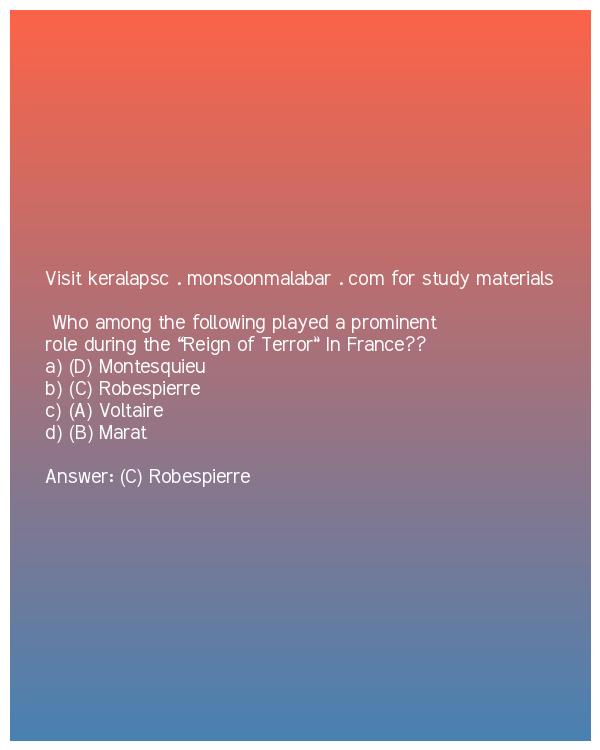 Visit keralapsc . monsoonmalabar . com for study materials
Who among the following played a prominent
role during the “Reign of Terror” In France??
a) (D) Montesquieu
b) (C) Robespierre
c) (A) Voltaire
d) (B) Marat
Answer: (C) Robespierre